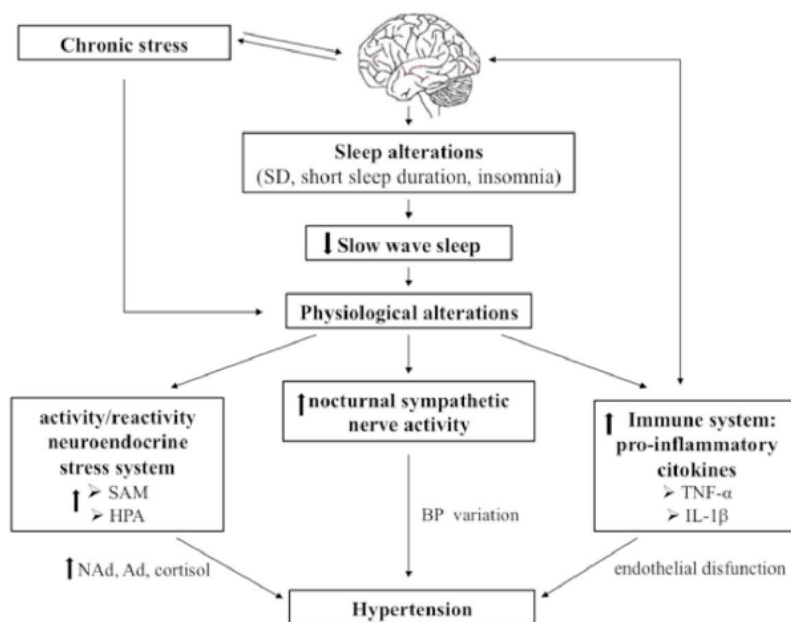 Chronic stress
Sleep alterations
(SD, short sleep duration, insomnia)
Slow wave sleep
Physiological alterations
activity/reactivity
neuroendocrine
stress system
➢ SAM
➢ HPA
nocturnal sympathetic
nerve activity
Immune system:
pro-inflammatory
citokines
➢ TNF-α
➢ IL-1β
NAd, Ad, cortisol
BP variation
endothelial disfunction
Hypertension